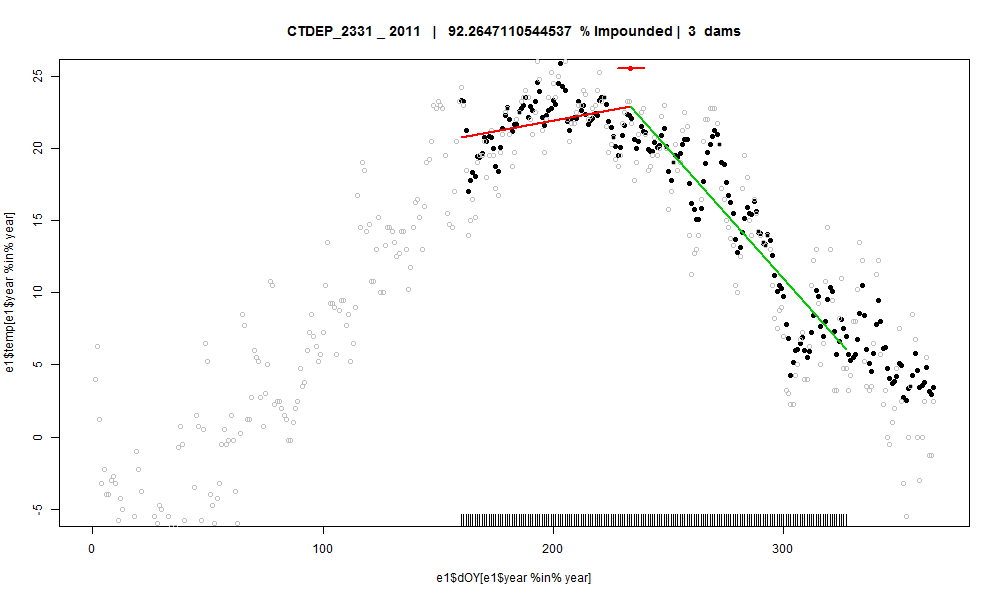 CTDEP_2331 _ 2011 | 92.2647110544537 % Impounded | 3 dams
25
20
15
10
5
0
-5
e1$temp[e1$year %in% year]
0 100 200 300
e1$dOY[e1$year %in% year]